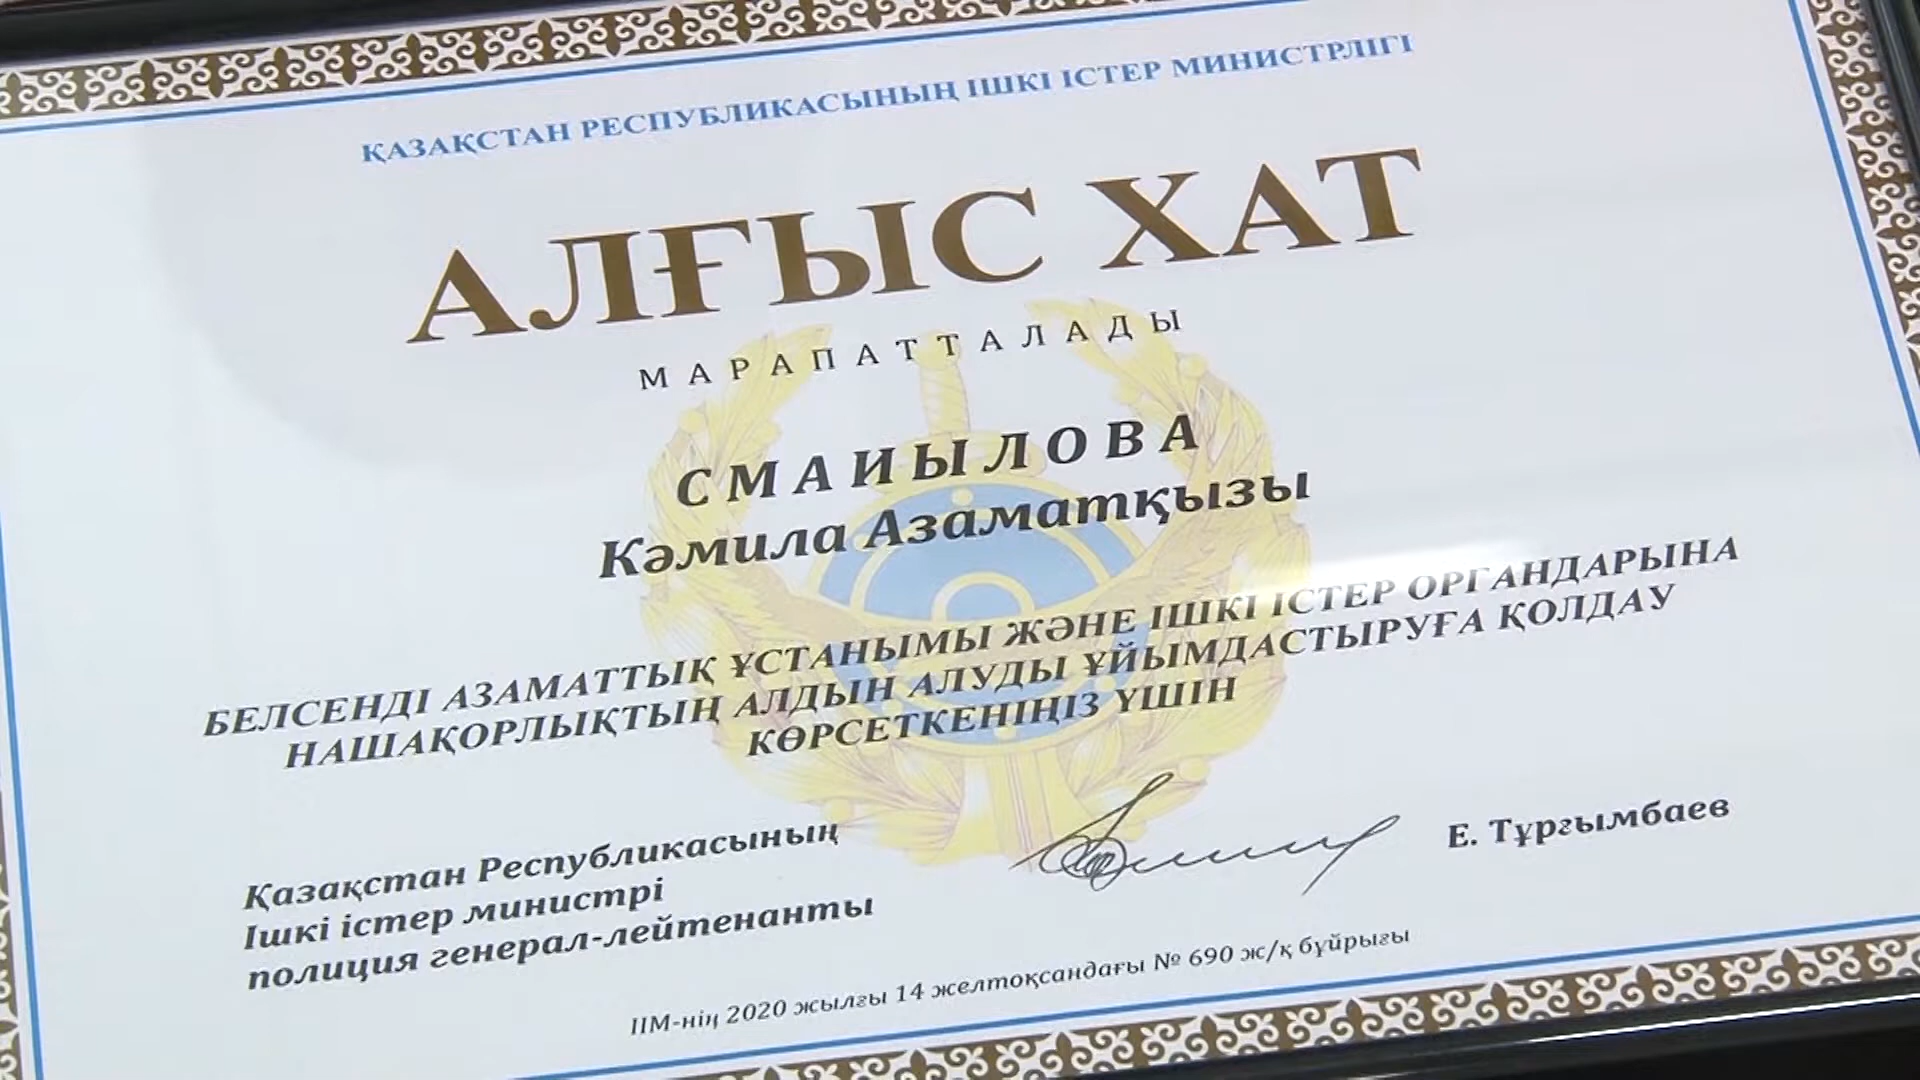 ҚАЗАҚСТАН РЕСПУБЛИКАСЫНЫҢ ІШКІ ІСТЕР МИНИСТРЛІГІ
АЛҒЫС ХАТ
МАРАПАТТАЛАДЫ
СМАИЫЛОВА
Кәмила Азаматқызы
БЕЛСЕНДІ АЗАМАТТЫҚ ҰСТАНЫМЫ ЖӘНЕ ІШКІ ІСТЕР ОРГАНДАРЫНА
НАШАҚОРЛЫҚТЫҢ АЛДЫН АЛУДЫ ҰЙЫМДАСТЫРУҒА ҚОЛДАУ
КӨРСЕТКЕНІҢІЗ ҮШІН
Қазақстан Республикасының
Ішкі істер министрі
полиция генерал-лейтенанты
Е. Тұрғымбаев
ІІМ-нің 2020 жылғы 14 желтоқсандағы № 690 ж/қ бұйрығы